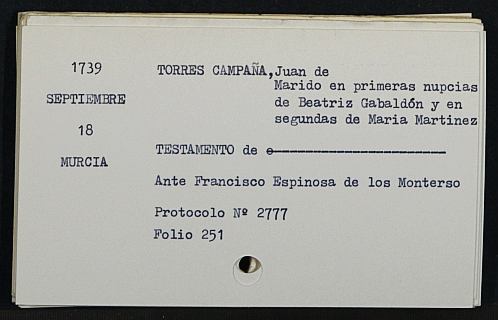 1739
SEPTIEMBRE
18
MURCIA
TORRES CAMPAÑA, Juan de
Marido en primeras nupcias
de Beatriz Gabaldón y en
segundas de Maria Martinez
TESTAMENTO de e-----------------------
Ante Francisco Espinosa de los Monterso
Protocolo Nº 2777
Folio 251